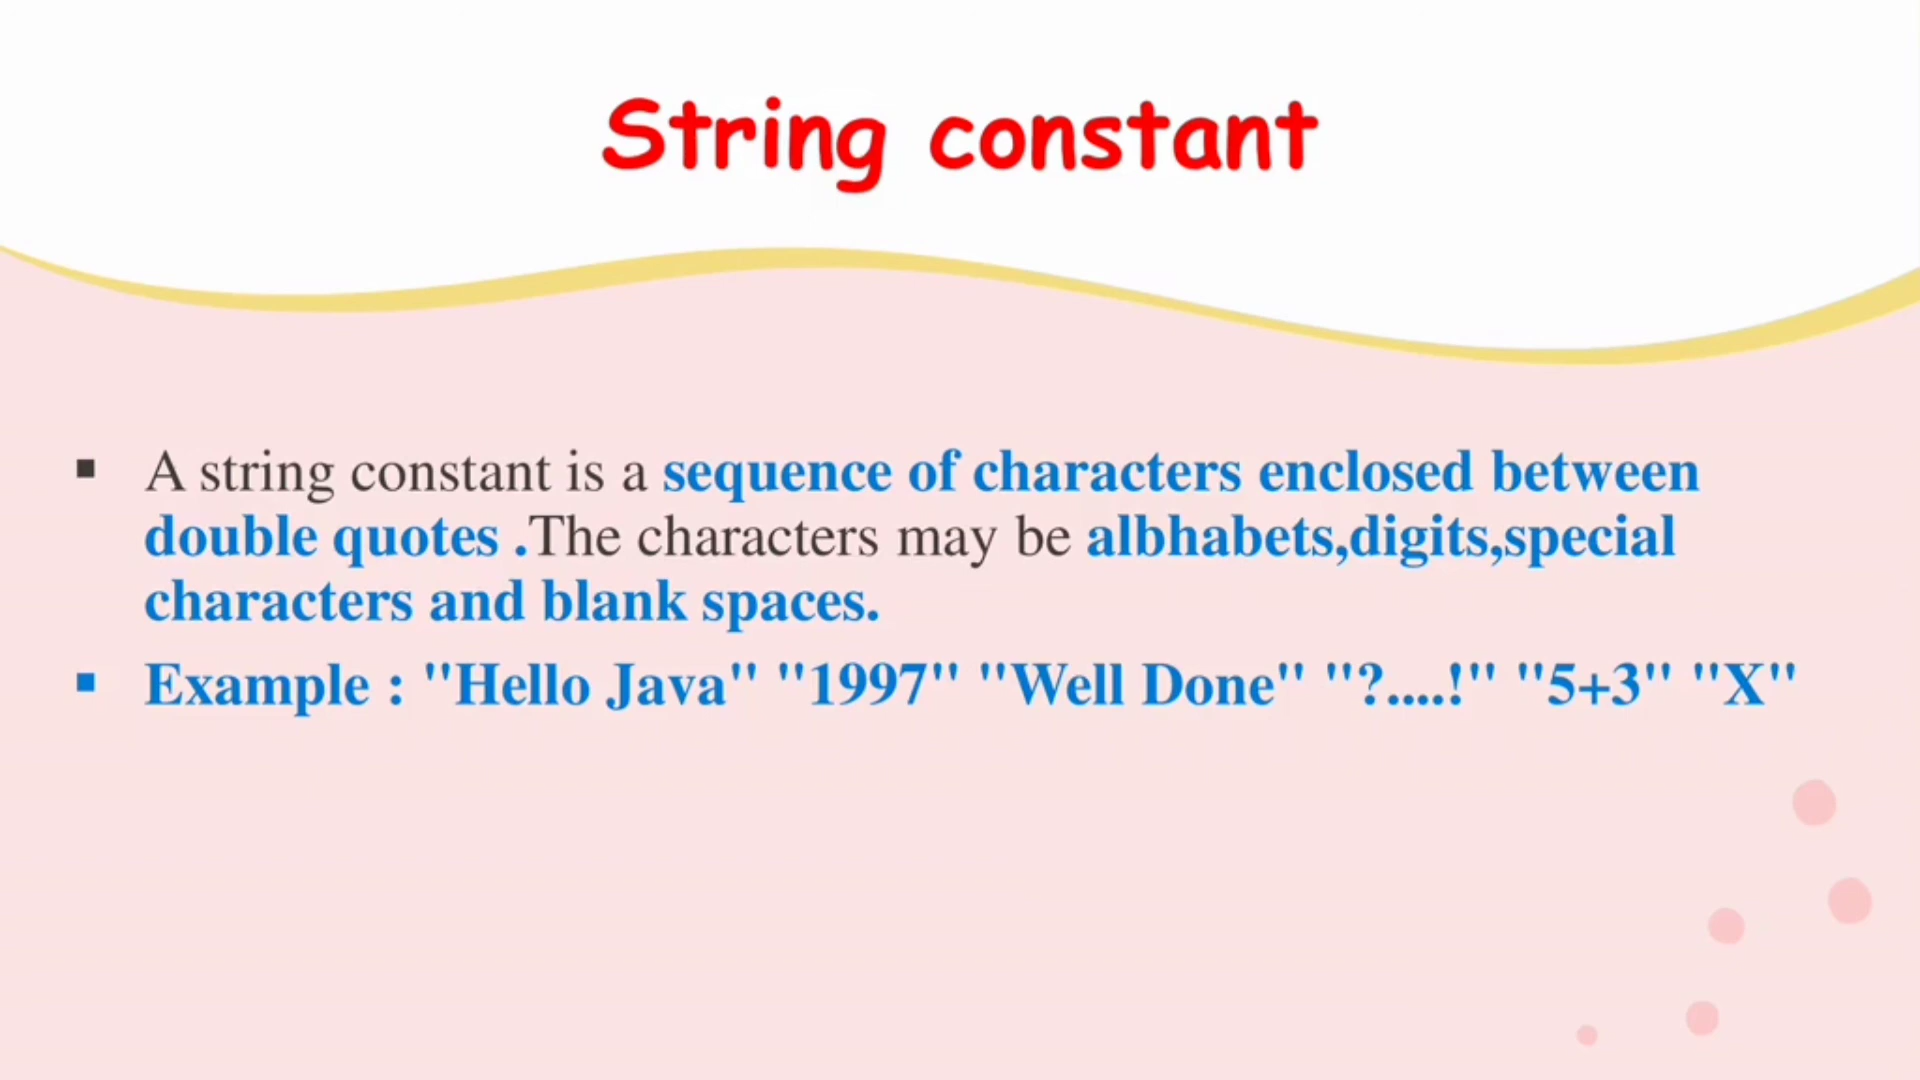 String constant
▪ A string constant is a sequence of characters enclosed between
double quotes .The characters may be albhabets,digits,special
characters and blank spaces.
▪ Example : "Hello Java" "1997" "Well Done" "?....!" "5+3" "X"